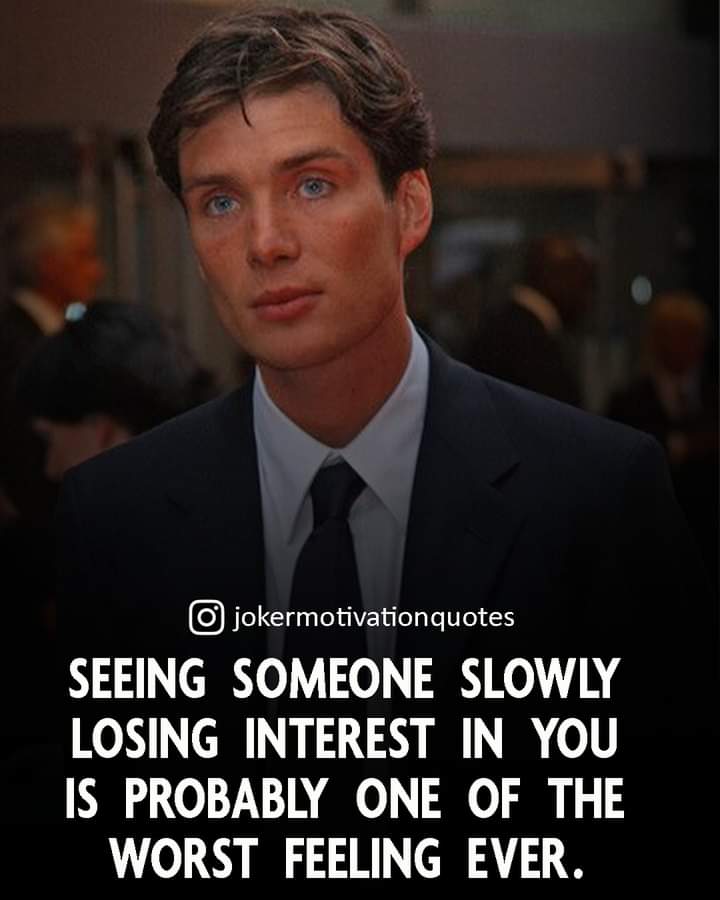 jokermotivationquotes
SEEING SOMEONE SLOWLY
LOSING INTEREST IN YOU
IS PROBABLY ONE OF THE
WORST FEELING EVER.